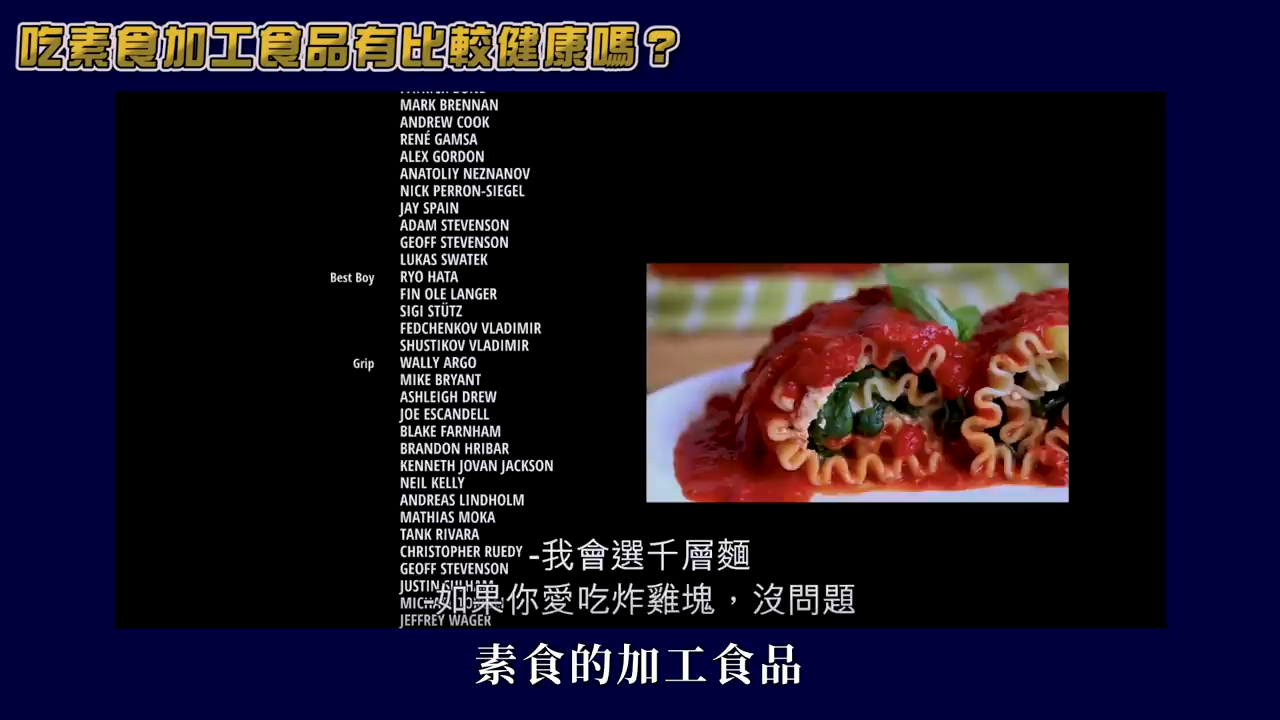 吃素食加工食品有比較健康嗎？
MARK BRENNAN
ANDREW COOK
RENÉ GAMSA
ALEX GORDON
ANATOLIY NEZNANOV
NICK PERRON-SIEGEL
JAY SPAIN
ADAM STEVENSON
GEOFF STEVENSON
LUKAS SWATEK
Best Boy RYO HATA
FIN OLE LANGER
SIGI STÜTZ
FEDCHENKOV VLADIMIR
SHUSTIKOV VLADIMIR
Grip WALLY ARGO
MIKE BRYANT
ASHLEIGH DREW
JOE ESCANDELL
BLAKE FARNHAM
BRANDON HRIBAR
KENNETH JOVAN JACKSON
NEIL KELLY
ANDREAS LINDHOLM
MATHIAS MOKA
TANK RIVARA
CHRISTOPHER RUEDY
GEOFF STEVENSON
JUSTIN
JEFFREY WAGER
-我會選千層麵
-如果你愛吃炸雞塊，沒問題
素食的加工食品